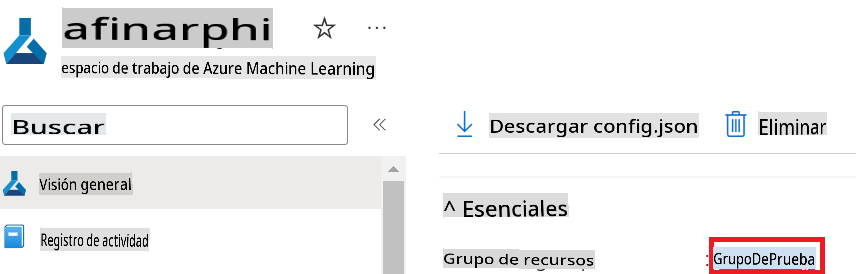 afinarphi
espacio de trabajo de Azure Machine Learning
Buscar
Visión general
Registro de actividad
Descargar config.json
Eliminar
^ Esenciales
Grupo de recursos : GrupoDePrueba